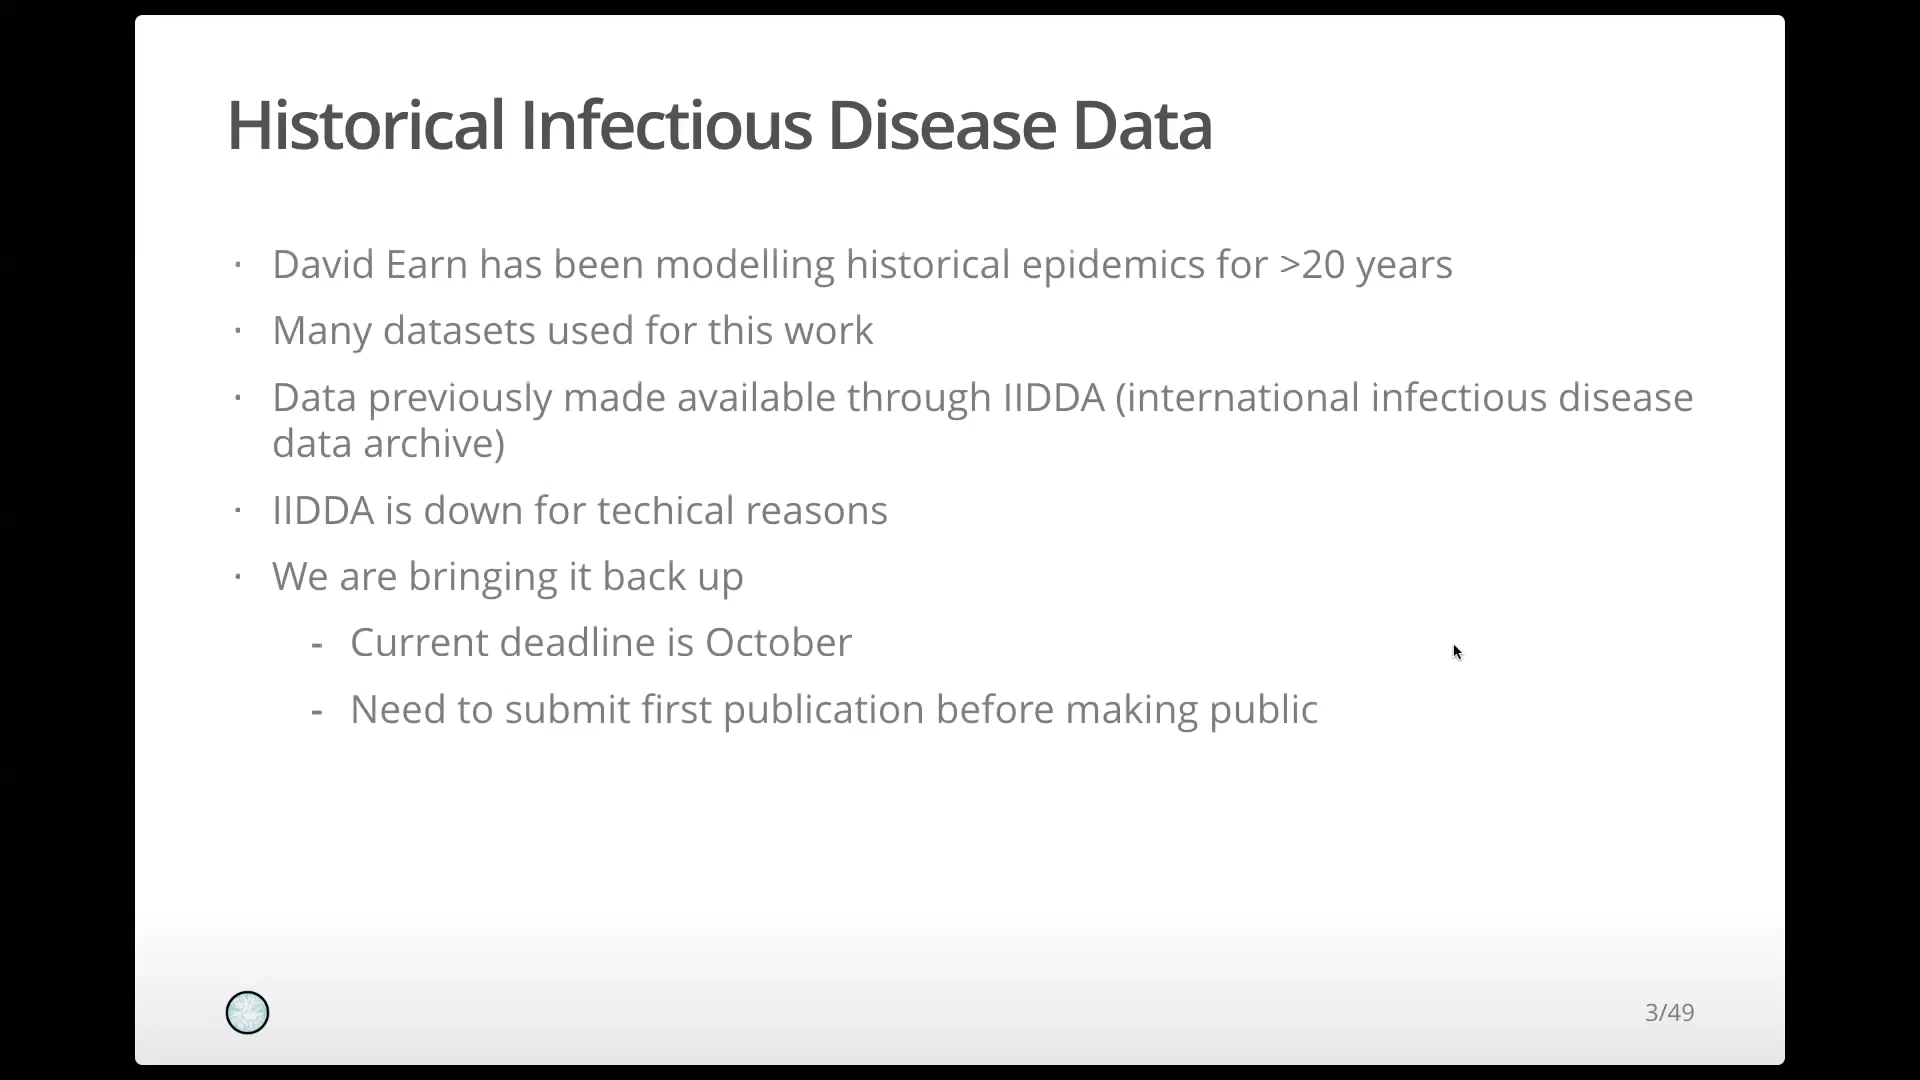 Historical Infectious Disease Data
· David Earn has been modelling historical epidemics for >20 years
· Many datasets used for this work
· Data previously made available through IIDDA (international infectious disease
data archive)
· IIDDA is down for techical reasons
· We are bringing it back up
- Current deadline is October
- Need to submit first publication before making public
3/49